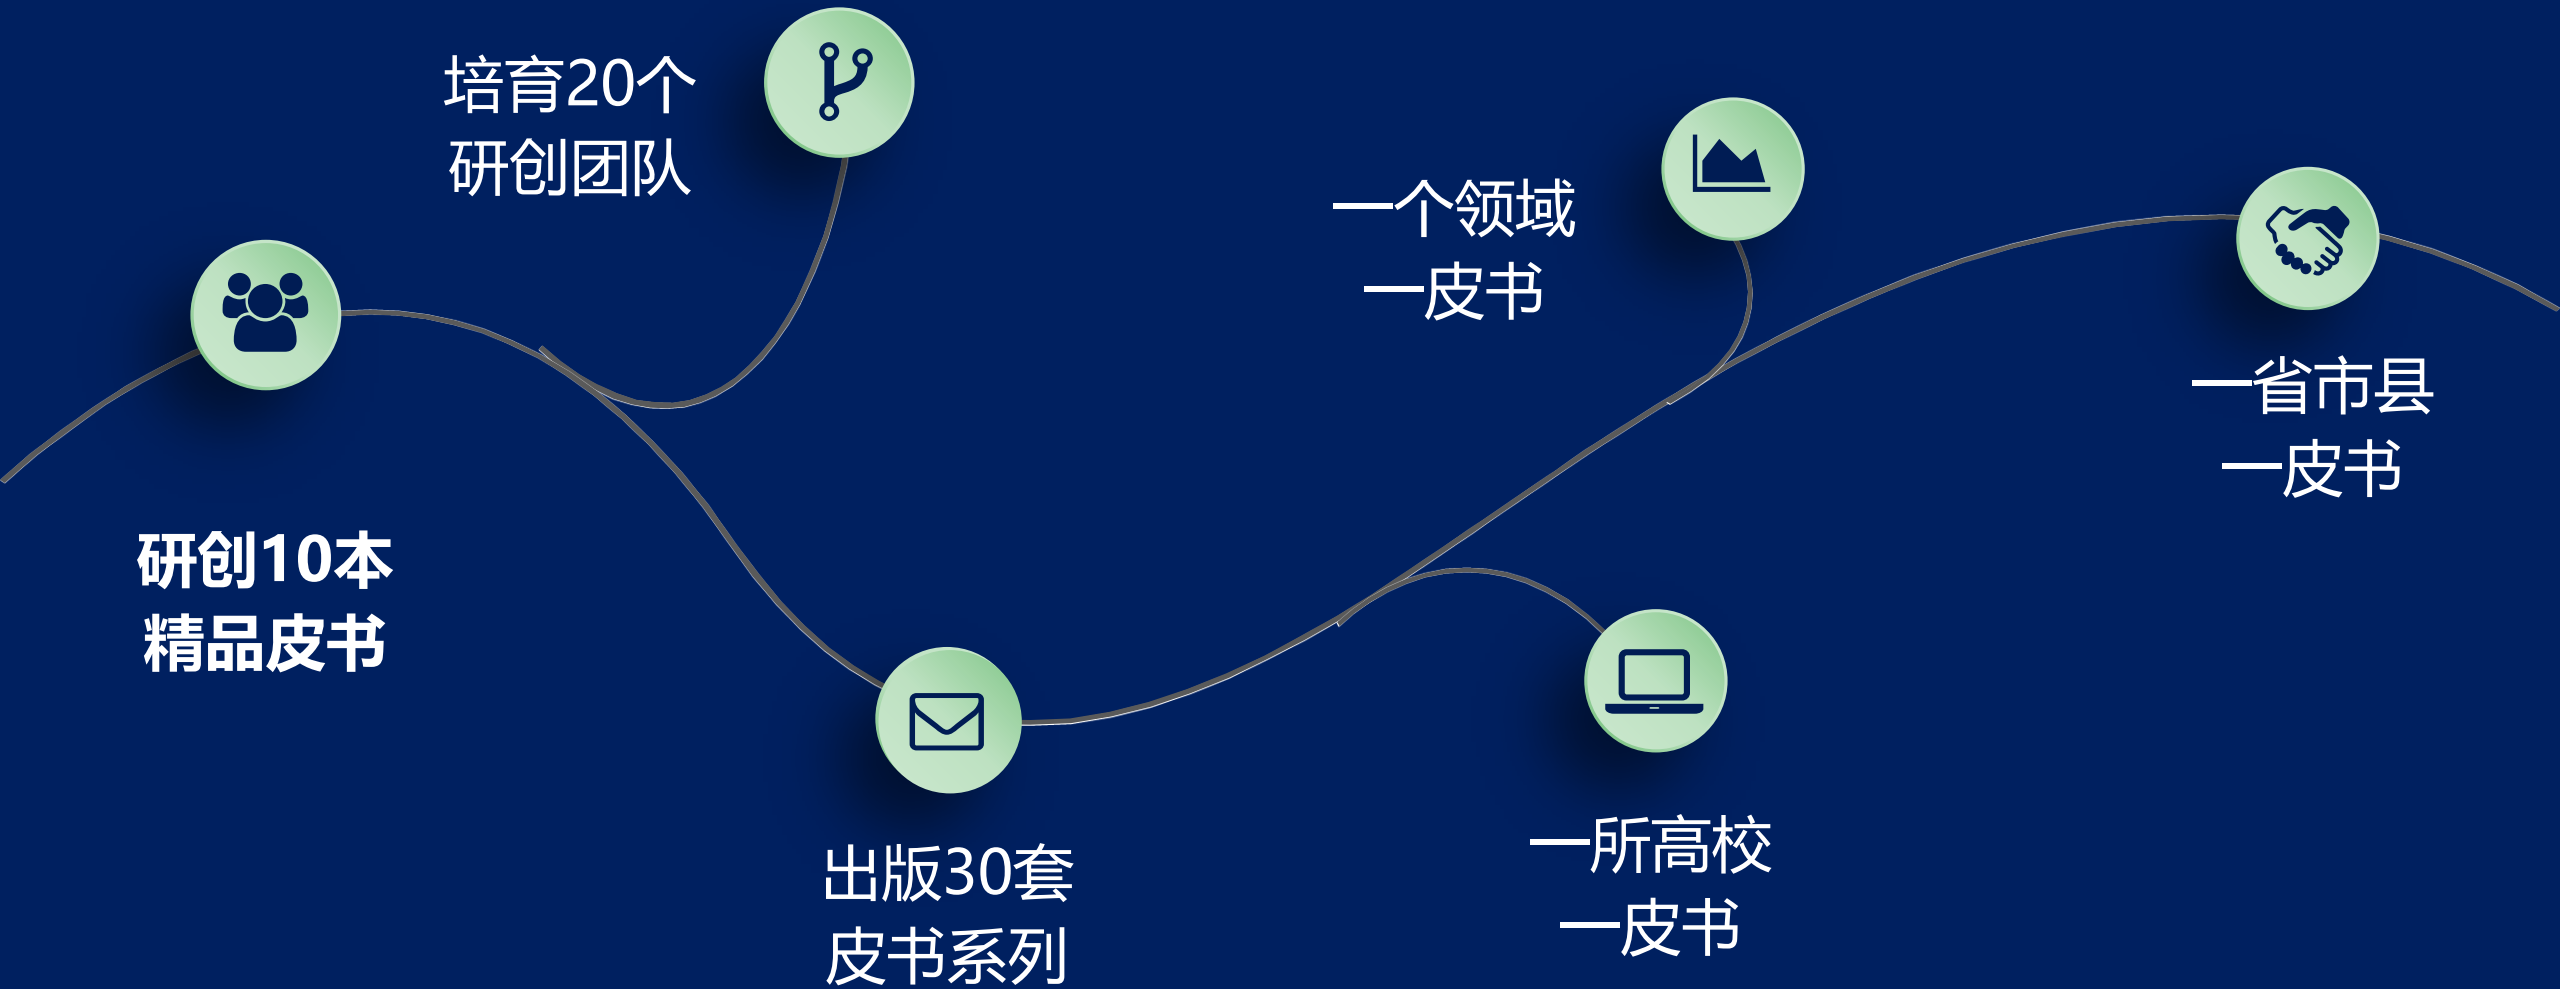 培育20个
研创团队
研创10本
精品皮书
出版30套
皮书系列
一个领域
一皮书
一所高校
一皮书
一省市县
一皮书